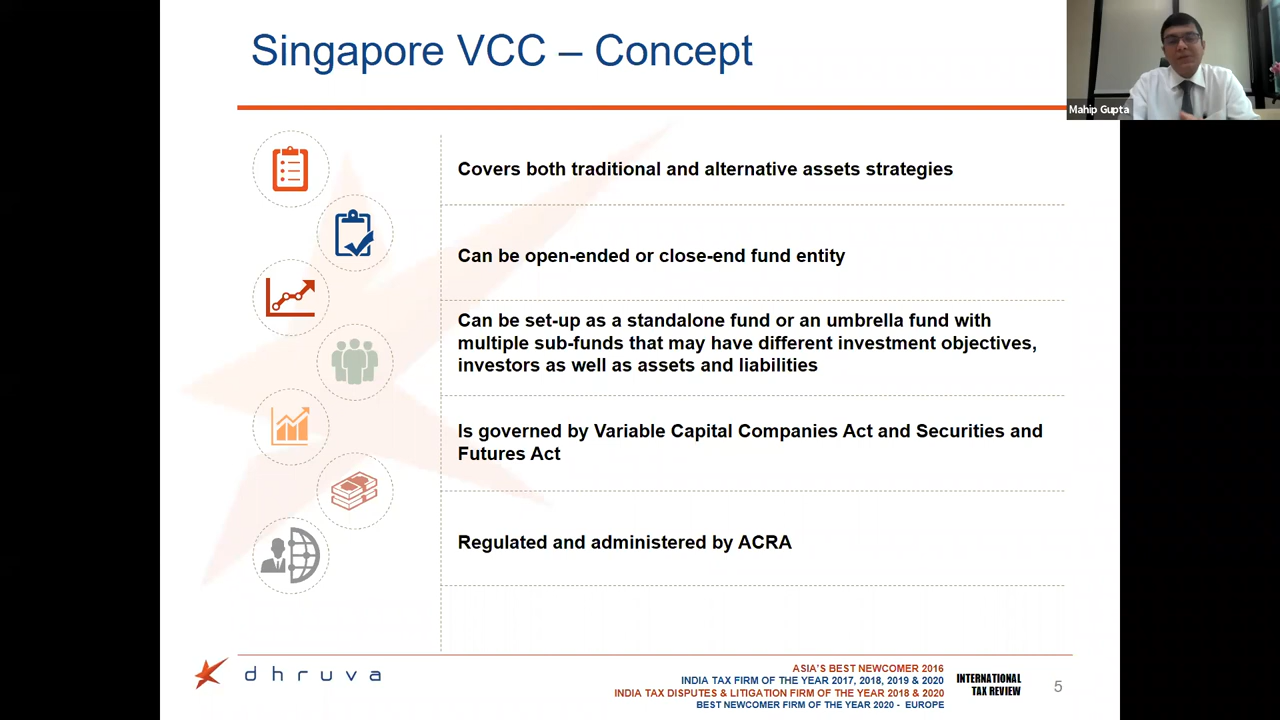 Singapore VCC – Concept
Mahip Gupta
Covers both traditional and alternative assets strategies
Can be open-ended or close-end fund entity
Can be set-up as a standalone fund or an umbrella fund with
multiple sub-funds that may have different investment objectives,
investors as well as assets and liabilities
Is governed by Variable Capital Companies Act and Securities and
Futures Act
Regulated and administered by ACRA
dhruva
ASIA'S BEST NEWCOMER 2016
INDIA TAX FIRM OF THE YEAR 2017, 2018, 2019 & 2020
INDIA TAX DISPUTES & LITIGATION FIRM OF THE YEAR 2018 & 2020
BEST NEWCOMER FIRM OF THE YEAR 2020 - EUROPE
INTERNATIONAL
TAX REVIEW
5